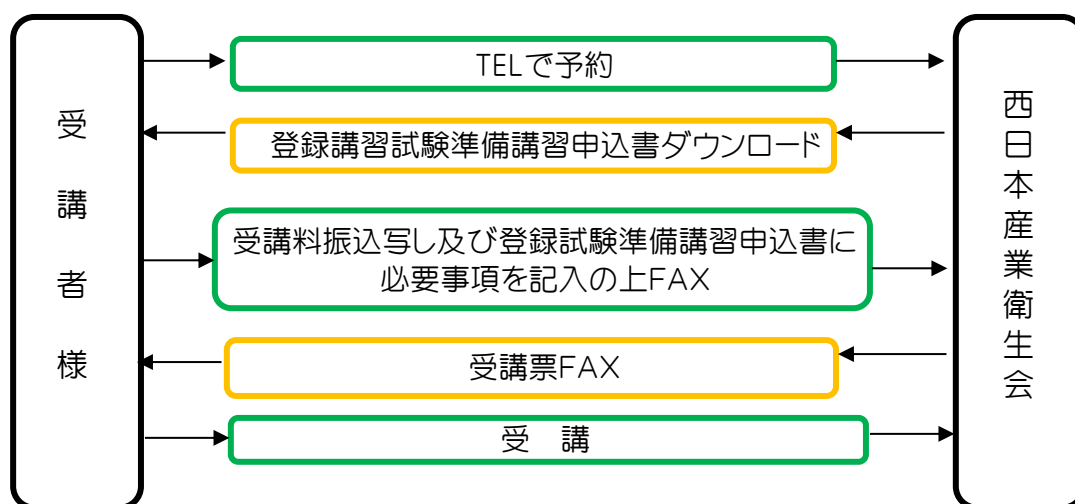 受講者様
TELで予約
登録講習試験準備講習申込書ダウンロード
受講料振込写し及び登録試験準備講習申込書に
必要事項を記入の上FAX
受講票FAX
受　講
西日本産業衛生会